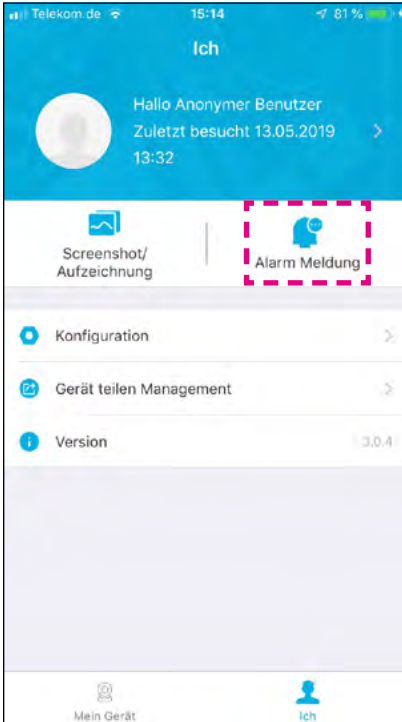 Telekom.de 15:14 81 %
Ich
Hallo Anonymer Benutzer
Zuletzt besucht 13.05.2019
13:32
Screenshot/
Aufzeichnung
Alarm Meldung
Konfiguration
Gerät teilen Management
Version 3.0.4
Mein Gerät Ich